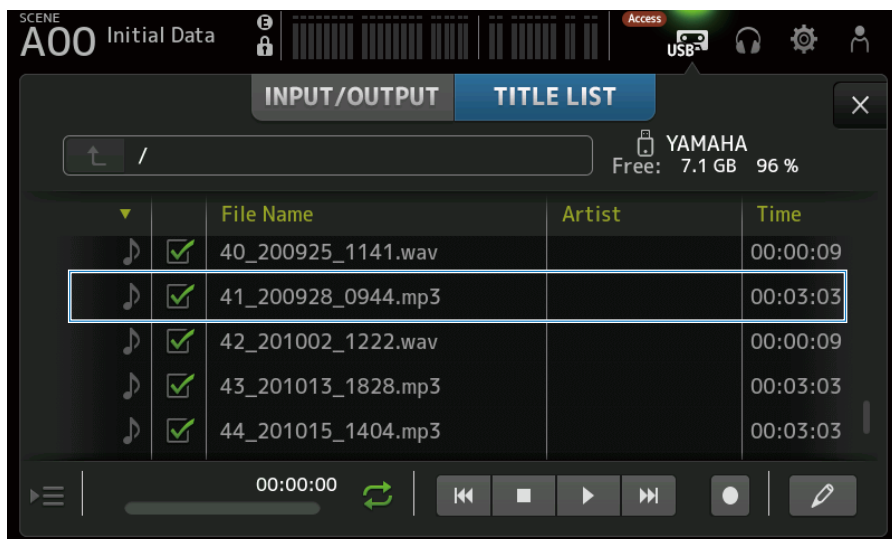 SCENE
A00 Initial Data
E
Access
USB
INPUT/OUTPUT TITLE LIST
/
YAMAHA
Free: 7.1 GB 96 %
File Name Artist Time
40_200925_1141.wav 00:00:09
41_200928_0944.mp3 00:03:03
42_201002_1222.wav 00:00:09
43_201013_1828.mp3 00:03:03
44_201015_1404.mp3 00:03:03
00:00:00